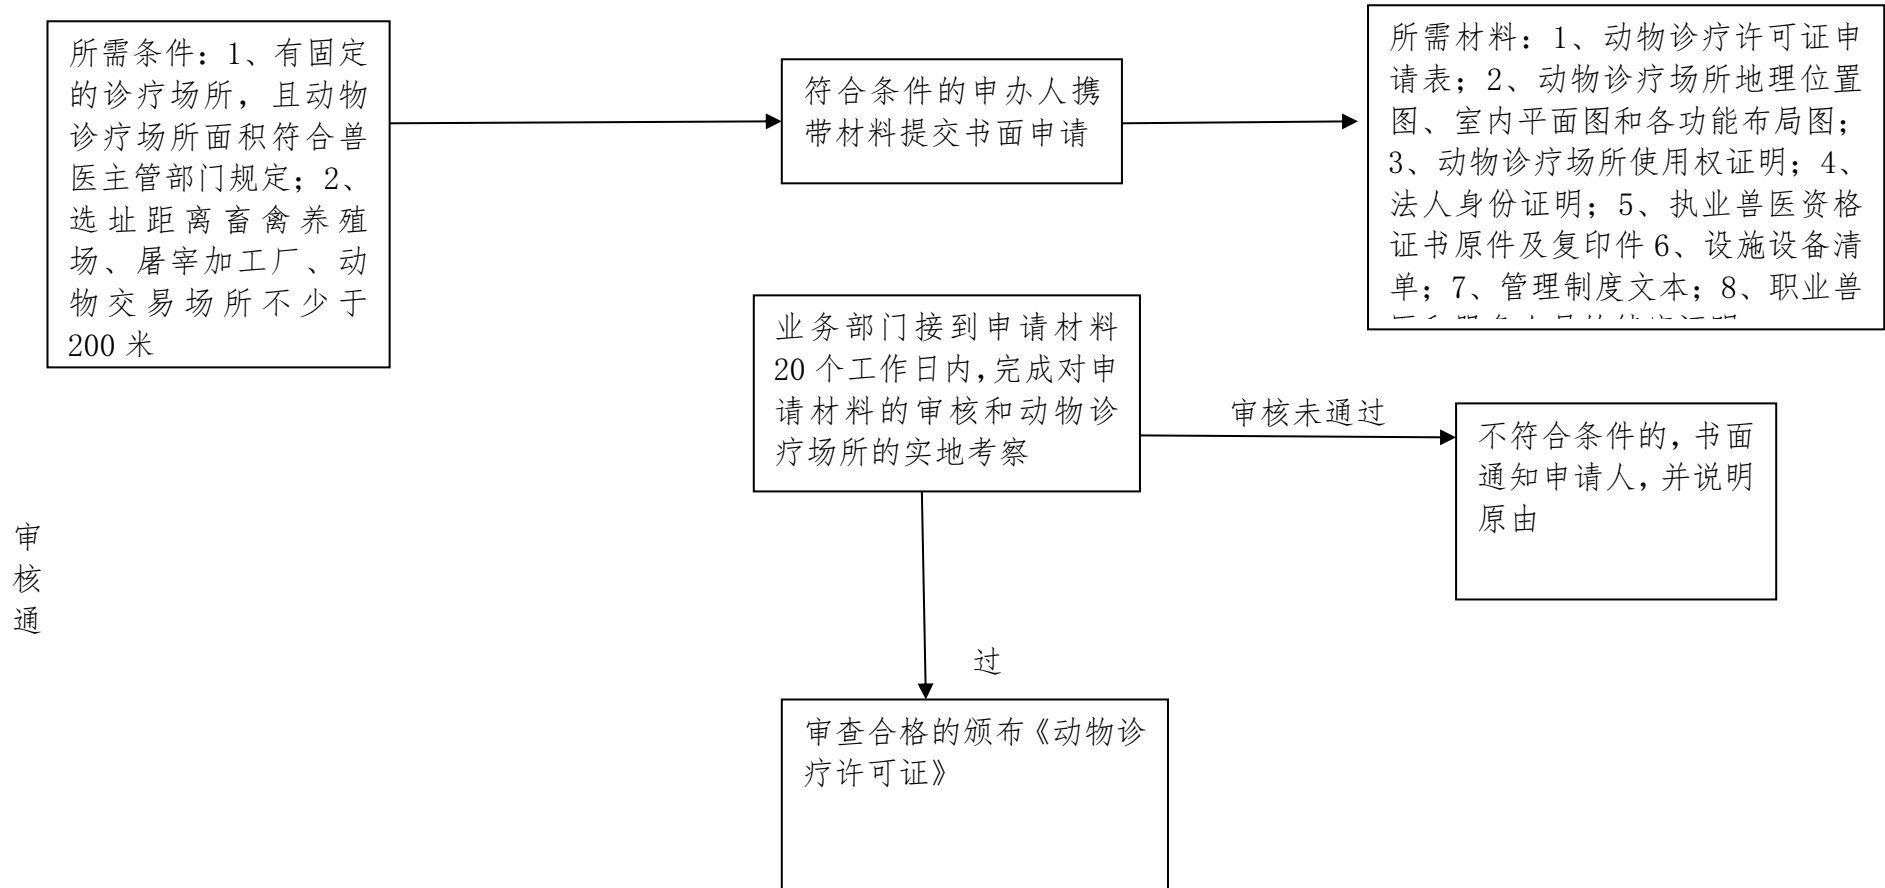 所需条件：1、有固定
的诊疗场所，且动物
诊疗场所面积符合兽
医主管部门规定；2、
选址距离畜禽养殖
场、屠宰加工厂、动
物交易场所不少于
200 米
符合条件的申办人携
带材料提交书面申请
所需材料：1、动物诊疗许可证申
请表；2、动物诊疗场所地理位置
图、室内平面图和各功能布局图；
3、动物诊疗场所使用权证明；4、
法人身份证明；5、执业兽医资格
证书原件及复印件 6、设施设备清
单；7、管理制度文本；8、职业兽
业务部门接到申请材料
20 个工作日内，完成对申
请材料的审核和动物诊
疗场所的实地考察
审核未通过
不符合条件的，书面
通知申请人，并说明
原由
审
核
通
过
审查合格的颁布《动物诊
疗许可证》